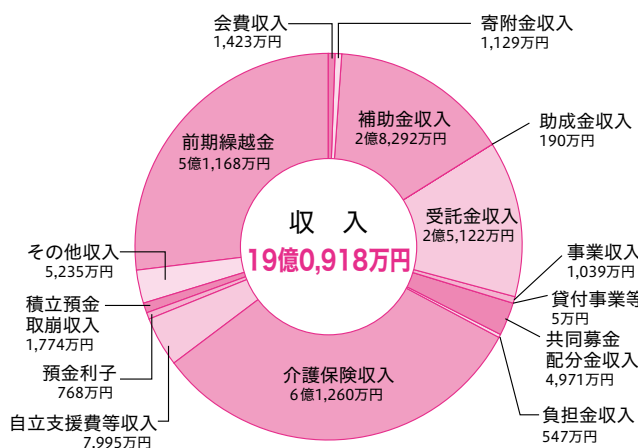 会費収入
1,423万円
寄附金収入
1,129万円
補助金収入
2億8,292万円
助成金収入
190万円
受託金収入
2億5,122万円
事業収入
1,039万円
貸付事業等
5万円
共同募金
配分金収入
4,971万円
負担金収入
547万円
介護保険収入
6億1,260万円
自立支援費等収入
7,995万円
預金利子
768万円
積立預金
取崩収入
1,774万円
その他収入
5,235万円
前期繰越金
5億1,168万円
収 入
19億0,918万円